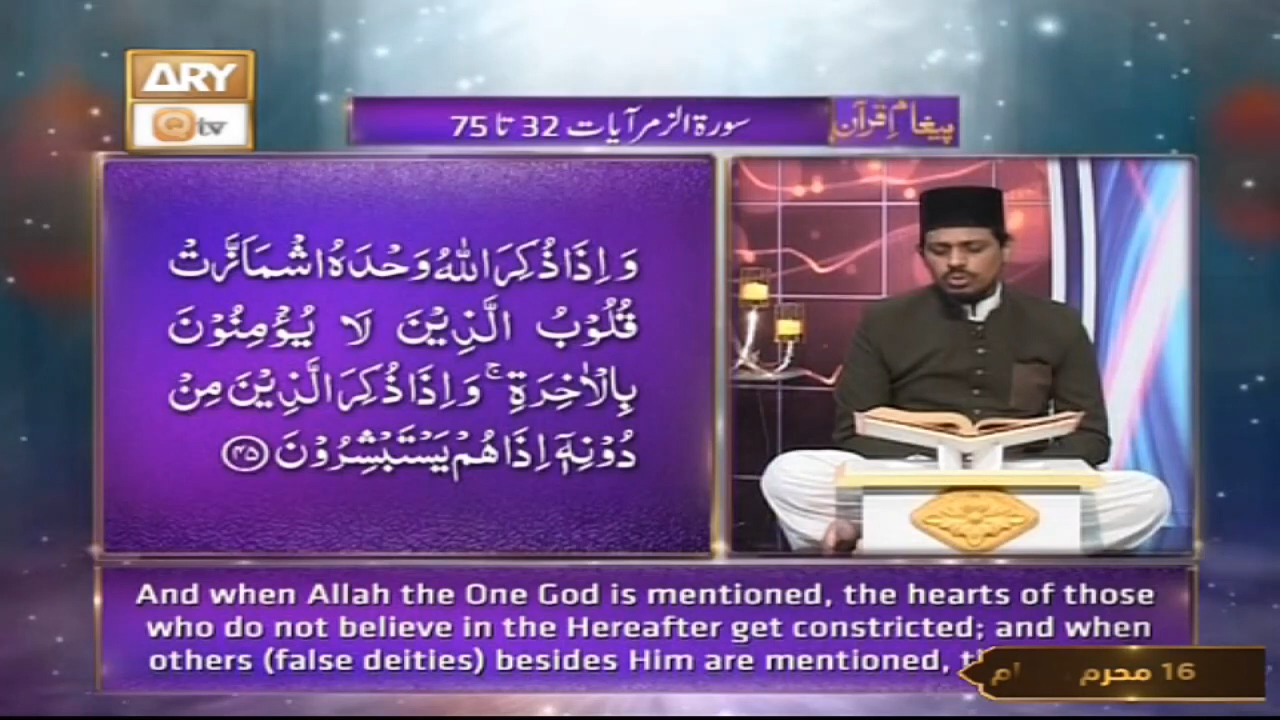 ARY
Qtv
پیغامِ قرآن
سورۃ الزمر آیات 32 تا 75
وَ اِذَا ذُكِرَ اللّٰهُ وَحْدَهُ اشْمَاَزَّتْ
قُلُوْبُ الَّذِيْنَ لَا يُؤْمِنُوْنَ
بِالْاٰخِرَةِ ۚ وَ اِذَا ذُكِرَ الَّذِيْنَ مِنْ
دُوْنِهٖۤ اِذَا هُمْ يَسْتَبْشِرُوْنَ ﴿۴۵﴾
And when Allah the One God is mentioned, the hearts of those
who do not believe in the Hereafter get constricted; and when
others (false deities) besides Him are mentioned,
16 محرم